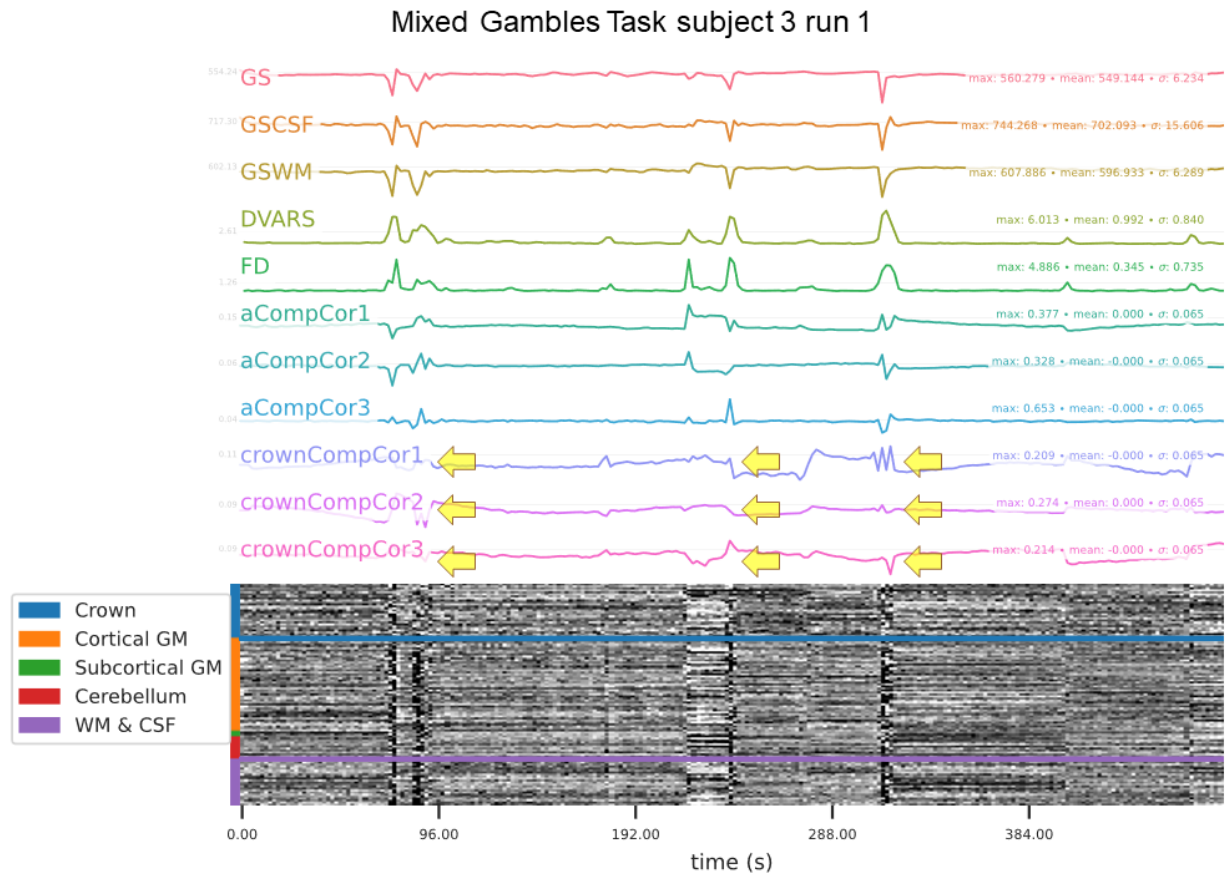 Mixed Gambles Task subject 3 run 1
554.24
GS
max: 560.279 • mean: 549.144 • σ: 6.234
717.30
GSCSF
max: 744.268 • mean: 702.093 • σ: 15.606
602.13
GSWM
max: 607.886 • mean: 596.933 • σ: 6.289
DVARS
max: 6.013 • mean: 0.992 • σ: 0.840
2.61
FD
max: 4.886 • mean: 0.345 • σ: 0.735
1.26
aCompCor1
max: 0.377 • mean: 0.000 • σ: 0.065
0.15
aCompCor2
max: 0.328 • mean: -0.000 • σ: 0.065
0.06
aCompCor3
max: 0.653 • mean: -0.000 • σ: 0.065
0.04
crownCompCor1
max: 0.209 • mean: -0.000 • σ: 0.065
0.11
crownCompCor2
max: 0.274 • mean: 0.000 • σ: 0.065
0.09
crownCompCor3
max: 0.214 • mean: -0.000 • σ: 0.065
0.09
Crown
Cortical GM
Subcortical GM
Cerebellum
WM & CSF
0.00 96.00 192.00 288.00 384.00
time (s)